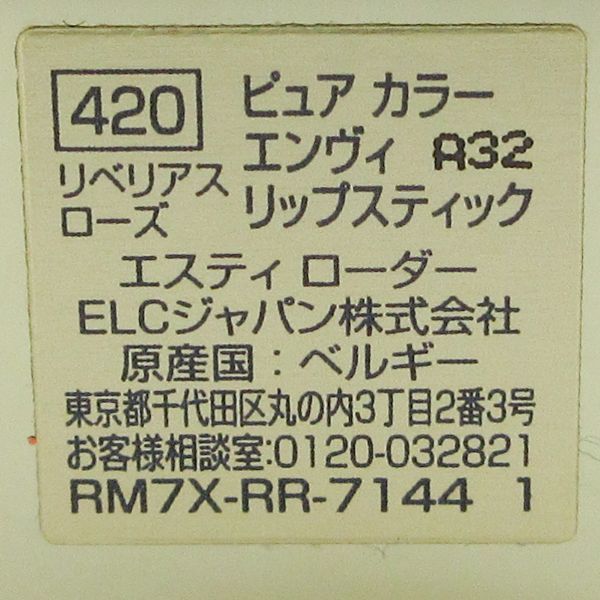 420 ピュア カラー
エンヴィ A32
リベリアス
ローズ リップスティック
エスティ ローダー
ELCジャパン株式会社
原産国：ベルギー
東京都千代田区丸の内3丁目2番3号
お客様相談室:0120-032821
RM7X-RR-7144 1